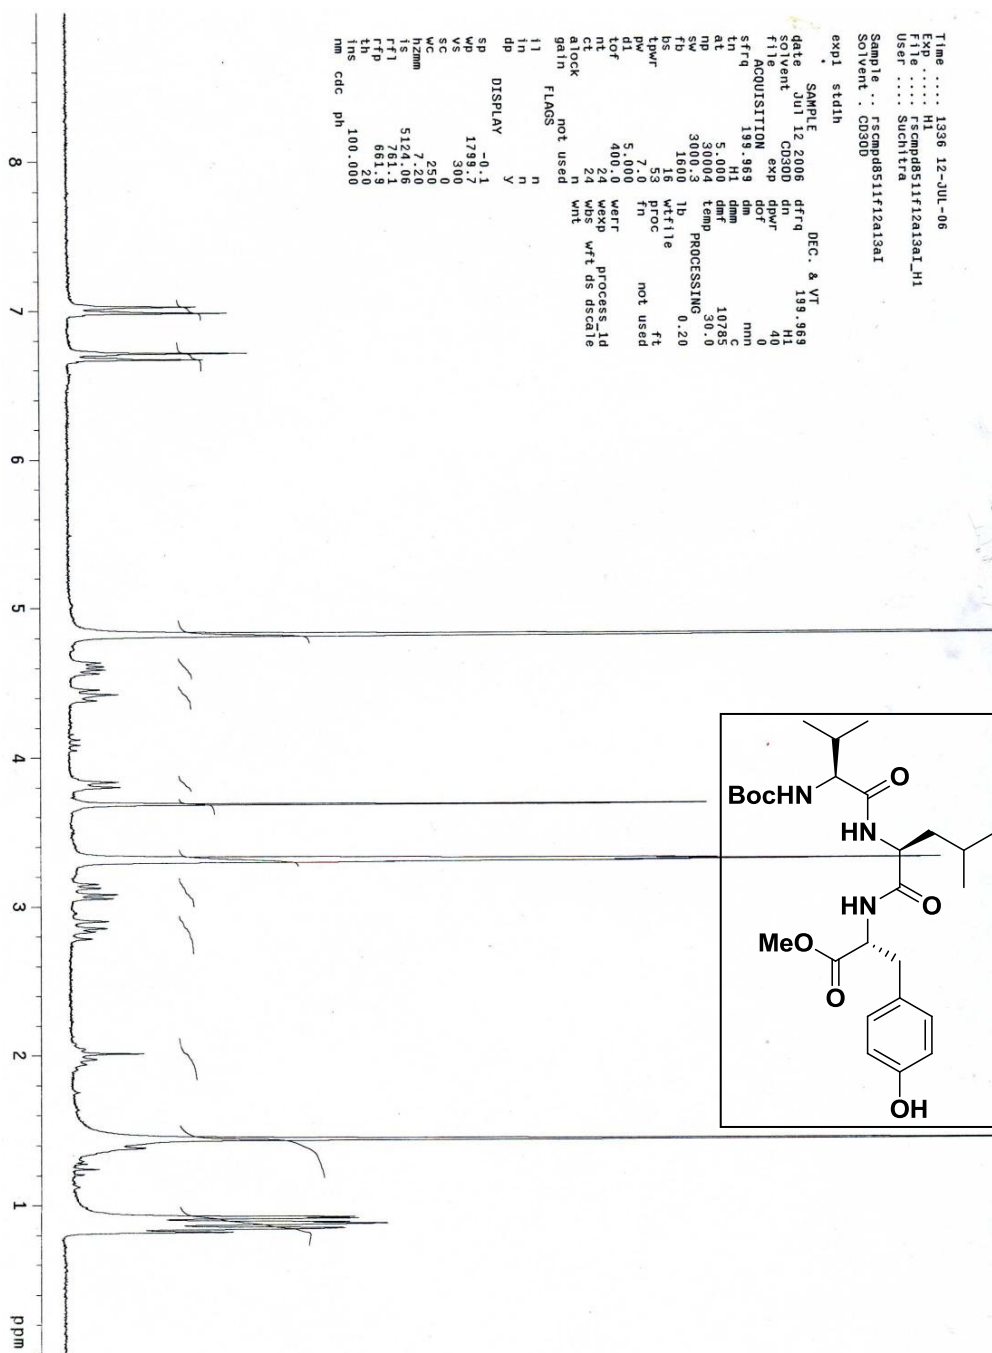 Time .... 1336 12-JUL-06
Exp ..... H1
File .... rscmpd8511f12a13aI_H1
User .... Suchitra
Sample .. rscmpd8511f12a13aI
Solvent . CD3OD
exp1 std1h
SAMPLE DEC. & VT
date Jul 12 2006 dfrq 199.969
solvent CD3OD dn H1
file exp dpwr 40
ACQUISITION dof 0
sfrq 199.969 dm nnn
tn H1 dmm c
at 5.000 dmf 10785
np 30004 temp 30.0
sw 3000.3 PROCESSING
fb 1600 lb 0.20
bs 16 wtfile
tpwr 53 proc ft
pw 7.0 fn not used
d1 5.000
tof 400.0 werr
nt 24 wexp process_1d
ct 24 wbs wft ds dscale
alock n wnt
gain not used
FLAGS
il n
in n
dp y
DISPLAY
sp -0.1
wp 1799.7
vs 300
sc 0
wc 250
hzmm 7.20
is 5124.06
rfl 761.1
rfp 661.9
th 20
ins 100.000
nm cdc ph
8 7 6 5 4 3 2 1 ppm
BocHN
O
HN
O
HN
MeO
O
OH